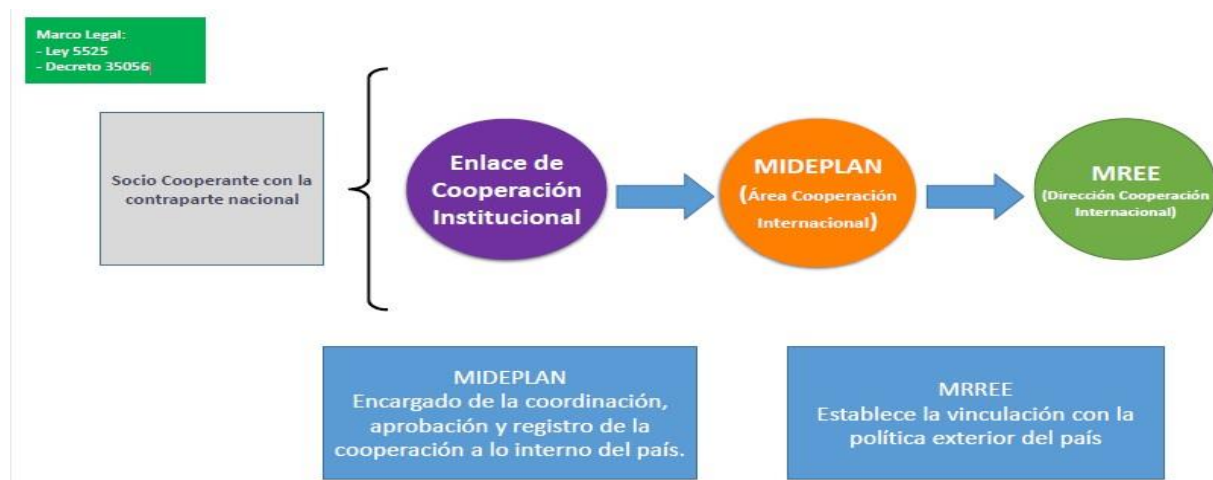 Marco Legal:
- Ley 5525
- Decreto 35056
Socio Cooperante con la
contraparte nacional
Enlace de
Cooperación
Institucional
MIDEPLAN
(Área Cooperación
Internacional)
MREE
(Dirección Cooperación
Internacional)
MIDEPLAN
Encargado de la coordinación,
aprobación y registro de la
cooperación a lo interno del país.
MRREE
Establece la vinculación con la
política exterior del país